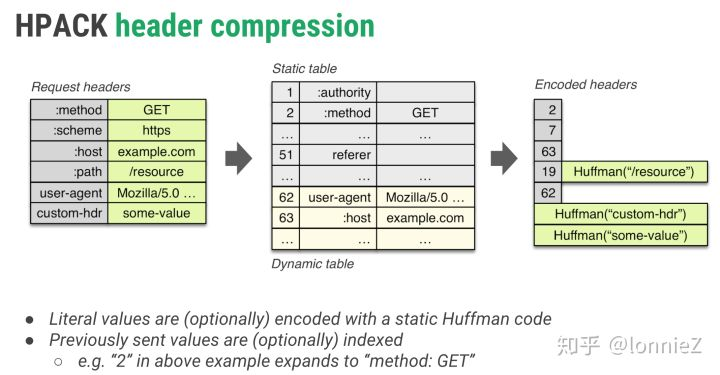 HPACK header compression
Request headers
:method GET
:scheme https
:host example.com
:path /resource
user-agent Mozilla/5.0 ...
custom-hdr some-value
Static table
1 :authority
2 :method GET
... ... ...
51 referer
... ... ...
62 user-agent Mozilla/5.0 ...
63 :host example.com
... ... ...
Dynamic table
Encoded headers
2
7
63
19 Huffman("/resource")
62
Huffman("custom-hdr")
Huffman("some-value")
● Literal values are (optionally) encoded with a static Huffman code
● Previously sent values are (optionally) indexed
○ e.g. “2” in above example expands to “method: GET”
知乎 @lonnieZ